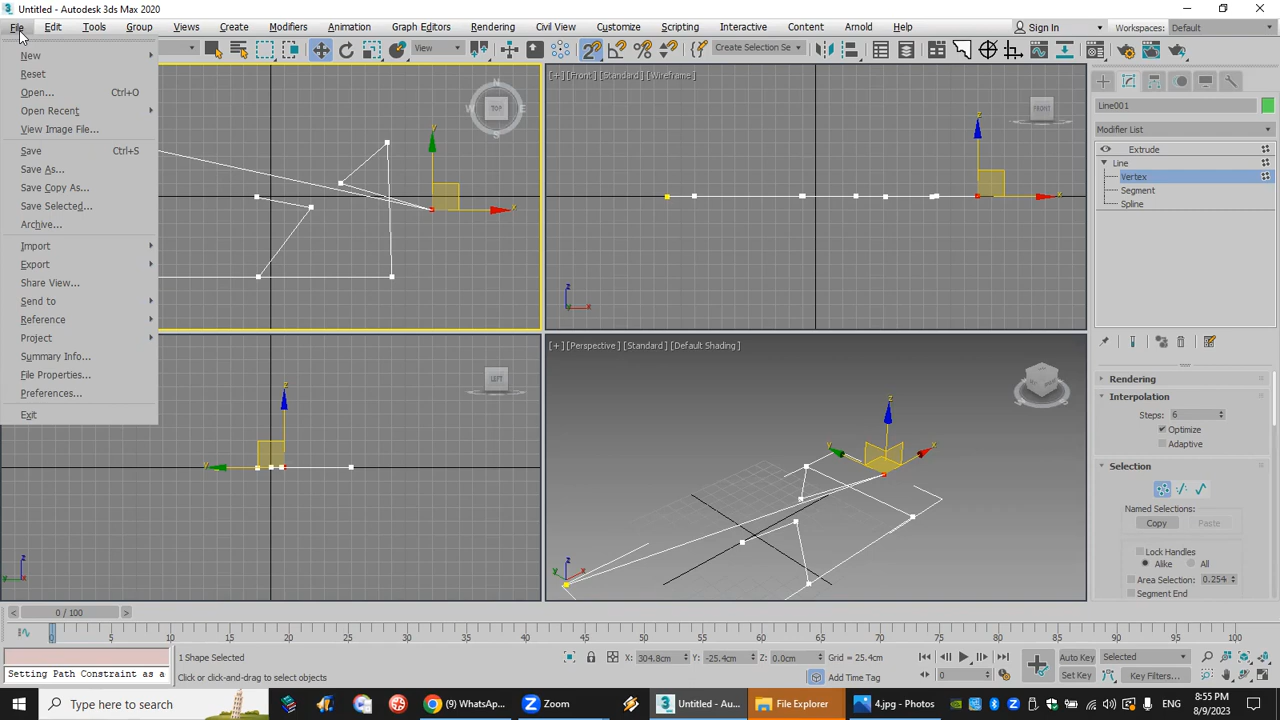 Untitled - Autodesk 3ds Max 2020
File Edit Tools Group Views Create Modifiers Animation Graph Editors Rendering Civil View Customize Scripting Interactive Content Arnold Help
Sign In
Workspaces: Default
View
Create Selection Se
New
Reset
Open... Ctrl+O
Open Recent
View Image File...
Save Ctrl+S
Save As...
Save Copy As...
Save Selected...
Archive...
Import
Export
Share View...
Send to
Reference
Project
Summary Info...
File Properties...
Preferences...
Exit
N
W TOP E
S
y
x
[+] [Front] [Standard] [Wireframe]
FRONT
z
x
z
x
LEFT
z
y
z
y
[+] [Perspective] [Standard] [Default Shading]
z
y x
z
y x
Line001
Modifier List
Extrude
Line
Vertex
Segment
Spline
Rendering
Interpolation
Steps: 6
Optimize
Adaptive
Selection
Named Selections:
Copy Paste
Lock Handles
Alike All
Area Selection: 0.254
Segment End
0 / 100
0 5 10 15 20 25 30 35 40 45 50 55 60 65 70 75 80 85 90 95 100
Setting Path Constraint as a
1 Shape Selected
Click or click-and-drag to select objects
X: 304.8cm Y: -25.4cm Z: 0.0cm Grid = 25.4cm
Add Time Tag
0
Auto Key Selected
Set Key Key Filters...
Type here to search
(6) WhatsApp...
Zoom
Untitled - Au...
File Explorer
4.jpg - Photos
ENG
8:55 PM
8/9/2023